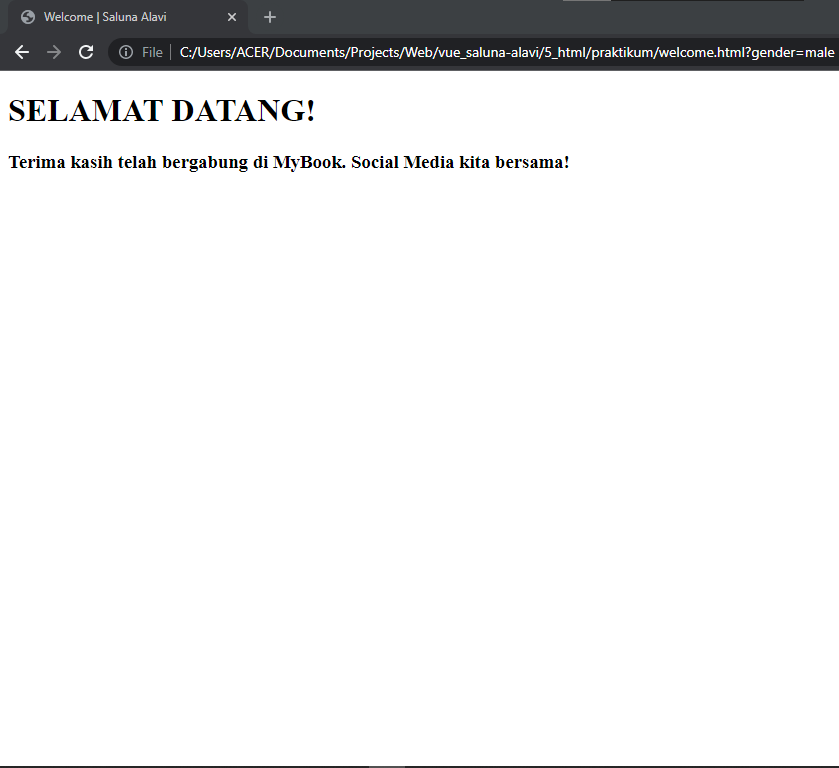 Welcome | Saluna Alavi
File C:/Users/ACER/Documents/Projects/Web/vue_saluna-alavi/5_html/praktikum/welcome.html?gender=male
SELAMAT DATANG!
Terima kasih telah bergabung di MyBook. Social Media kita bersama!